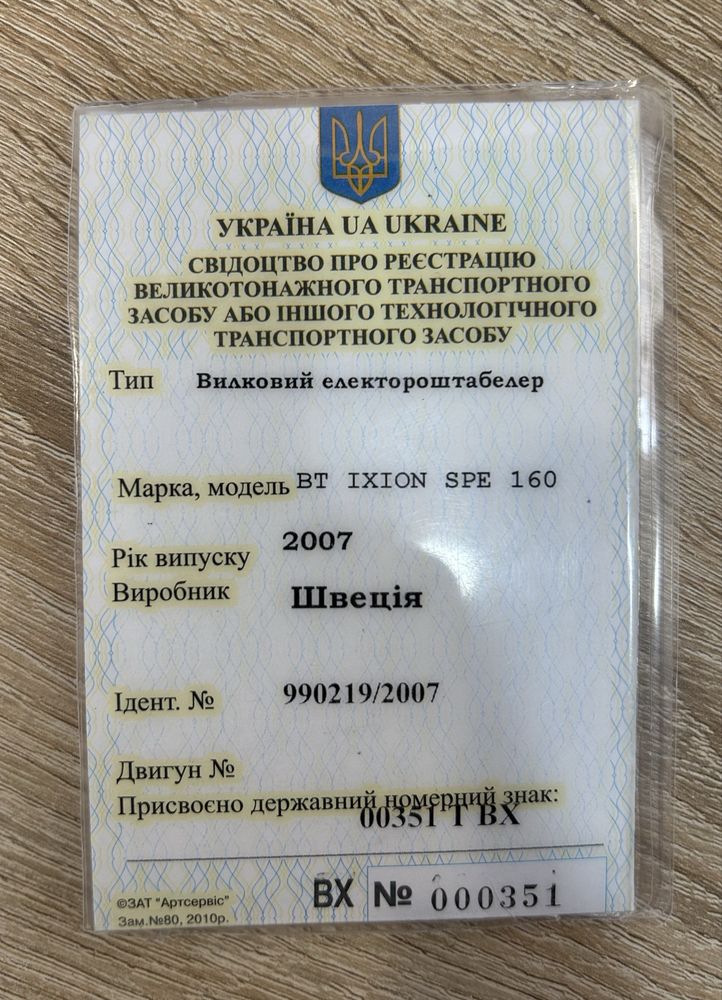 УКРАЇНА UA UKRAINE
СВІДОЦТВО ПРО РЕЄСТРАЦІЮ
ВЕЛИКОТОНАЖНОГО ТРАНСПОРТНОГО
ЗАСОБУ АБО ІНШОГО ТЕХНОЛОГІЧНОГО
ТРАНСПОРТНОГО ЗАСОБУ
Тип Вилковий електороштабелер
Марка, модель BT IXION SPE 160
Рік випуску 2007
Виробник Швеція
Ідент. № 990219/2007
Двигун №
Присвоєно державний номерний знак:
00351 Т ВХ
ВХ № 000351
©ЗАТ "Артсервіс"
Зам.№80, 2010р.